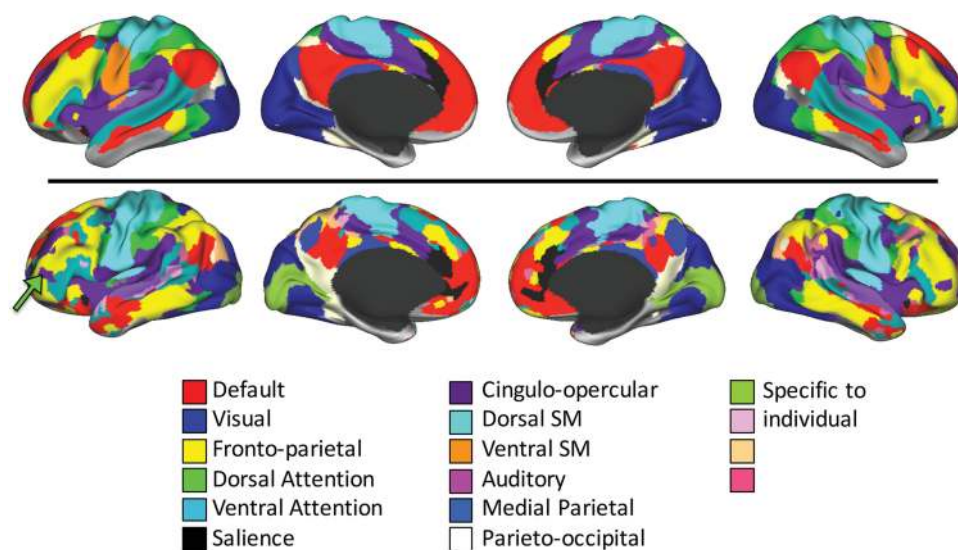 Default
Visual
Fronto-parietal
Dorsal Attention
Ventral Attention
Salience
Cingulo-opercular
Dorsal SM
Ventral SM
Auditory
Medial Parietal
Parieto-occipital
Specific to
individual